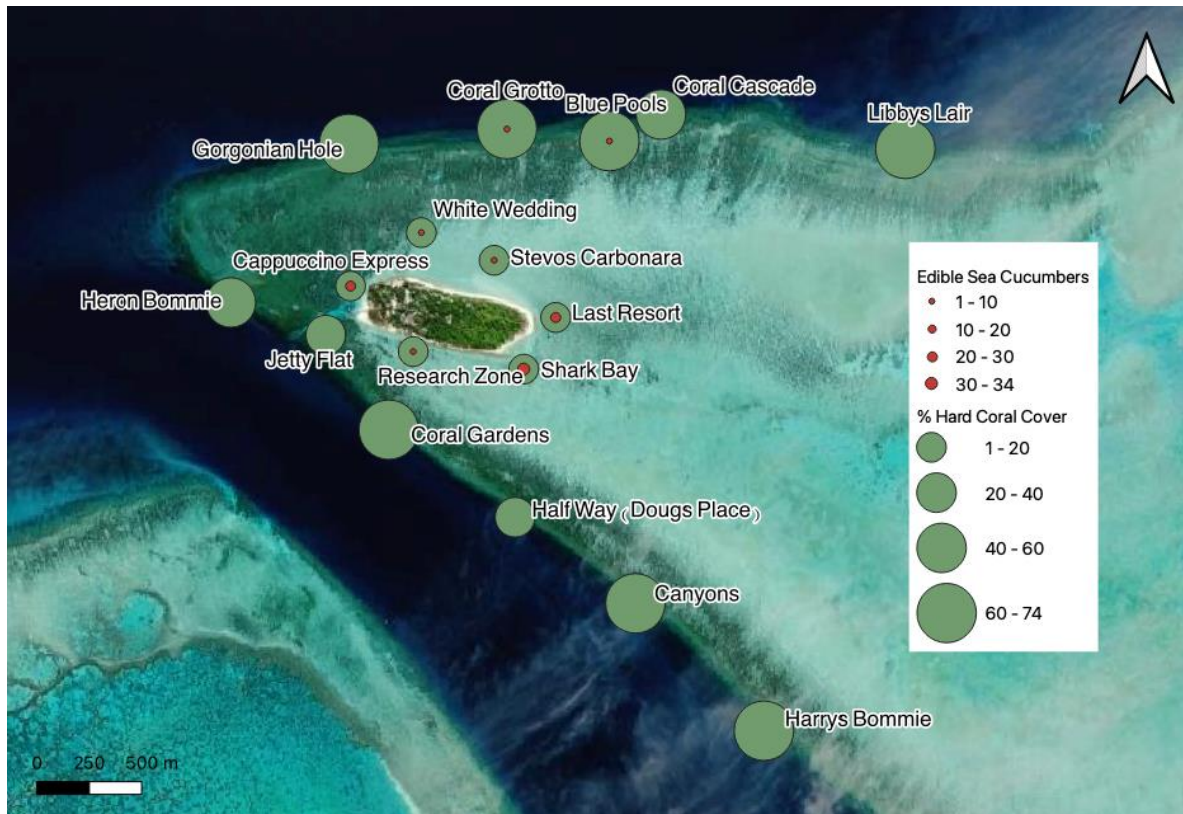 Coral Grotto
Coral Cascade
Blue Pools
Libbys Lair
Gorgonian Hole
White Wedding
Stevos Carbonara
Cappuccino Express
Heron Bommie
Last Resort
Jetty Flat
Research Zone
Shark Bay
Coral Gardens
Half Way (Dougs Place)
Canyons
Harrys Bommie
Edible Sea Cucumbers
1 - 10
10 - 20
20 - 30
30 - 34
% Hard Coral Cover
1 - 20
20 - 40
40 - 60
60 - 74
0 250 500 m